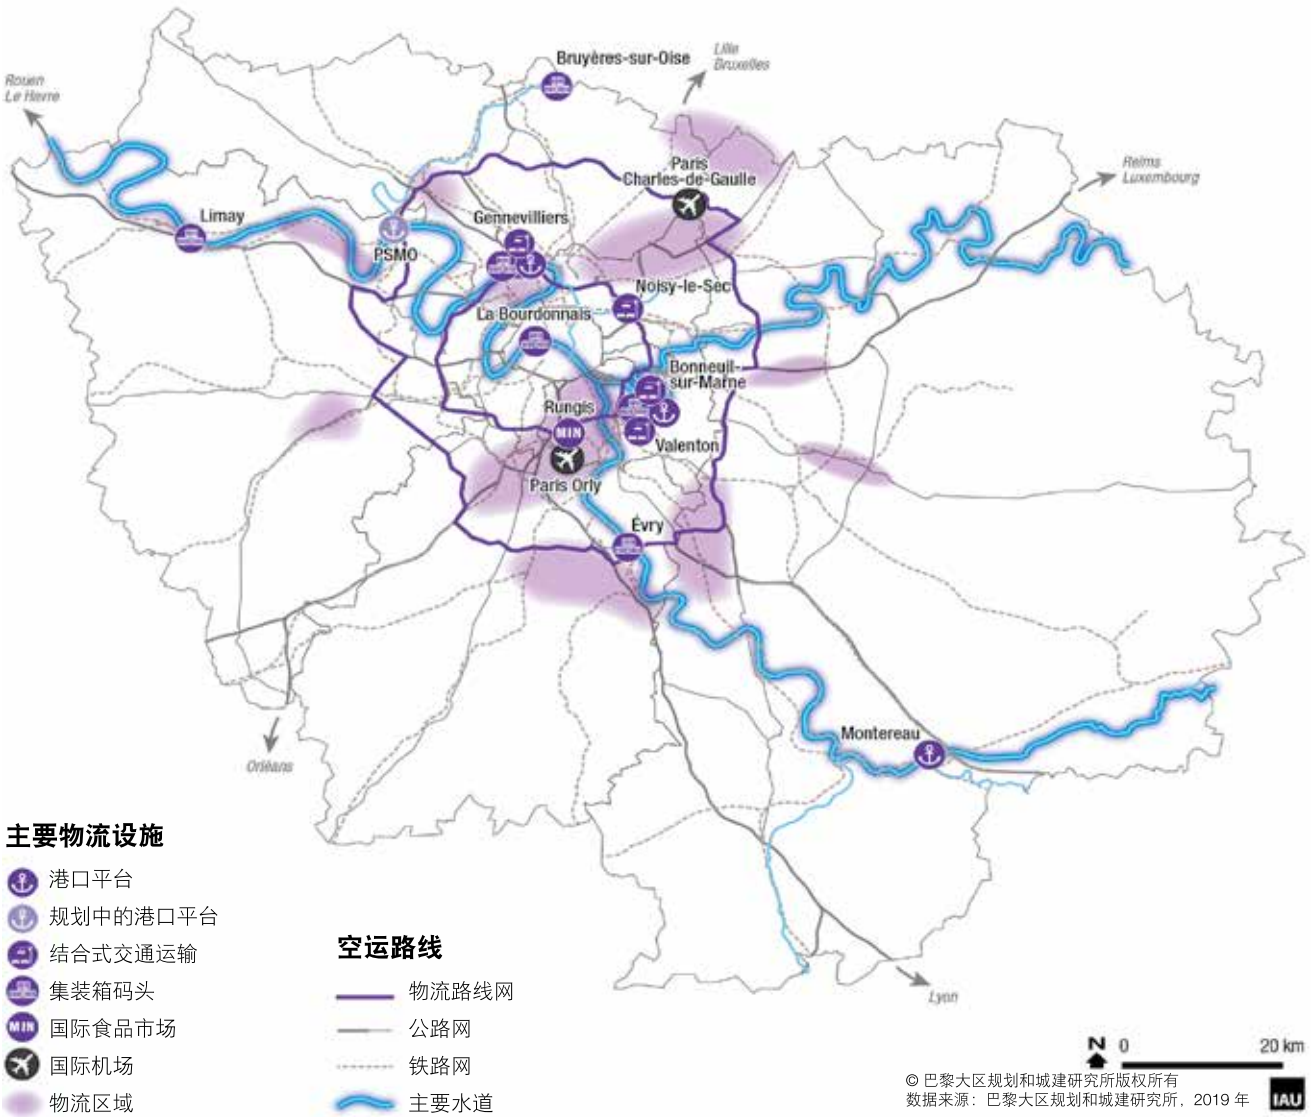 Bruyères-sur-Oise
Lille
Bruxelles
Rouen
Le Havre
Paris
Charles-de-Gaulle
Reims
Luxembourg
Limay
Gennevilliers
PSMO
Noisy-le-Sec
La Bourdonnais
Bonneuil-
sur-Marne
Rungis
MIN
Valenton
Paris Orly
Évry
Montereau
Orléans
Lyon
主要物流设施
港口平台
规划中的港口平台
结合式交通运输
集装箱码头
MIN 国际食品市场
国际机场
物流区域
空运路线
物流路线网
公路网
铁路网
主要水道
N 0 20 km
© 巴黎大区规划和城建研究所版权所有
数据来源：巴黎大区规划和城建研究所，2019 年
IAU